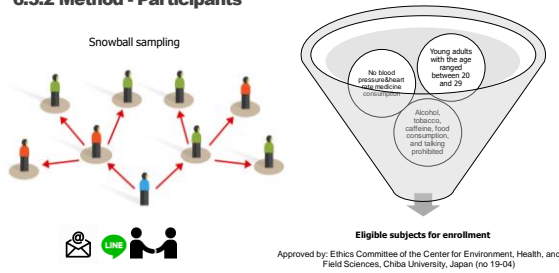 6.3.2 Method - Participants
Snowball sampling
No blood
pressure&heart
rate medicine
consumption
Young adults
with the age
ranged
between 20
and 29
Alcohol,
tobacco,
caffeine, food
consumption,
and talking
prohibited
@
LINE
Eligible subjects for enrollment
Approved by: Ethics Committee of the Center for Environment, Health, and
Field Sciences, Chiba University, Japan (no 19-04)